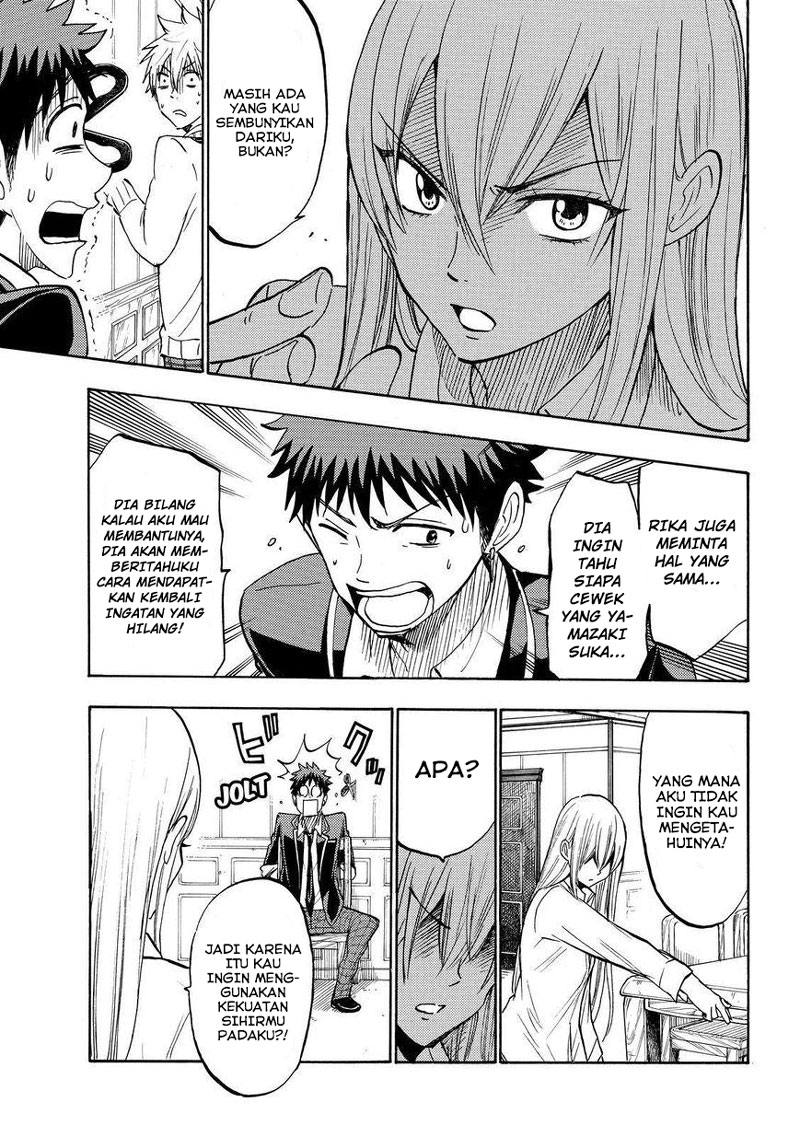 MASIH ADA
YANG KAU
SEMBUNYIKAN
DARIKU,
BUKAN?
RIKA JUGA
MEMINTA
HAL YANG
SAMA...
DIA
INGIN
TAHU
SIAPA
CEWEK
YANG YA-
MAZAKI
SUKA...
DIA BILANG
KALAU AKU MAU
MEMBANTUNYA,
DIA AKAN MEM-
BERITAHUKU
CARA MENDAPAT-
KAN KEMBALI
INGATAN YANG
HILANG!
YANG MANA
AKU TIDAK
INGIN KAU
MENGETA-
HUINYA!
APA?
ビクッ
JOLT
JADI KARENA
ITU KAU
INGIN MENG-
GUNAKAN
KEKUATAN
SIHIRMU
PADAKU?!